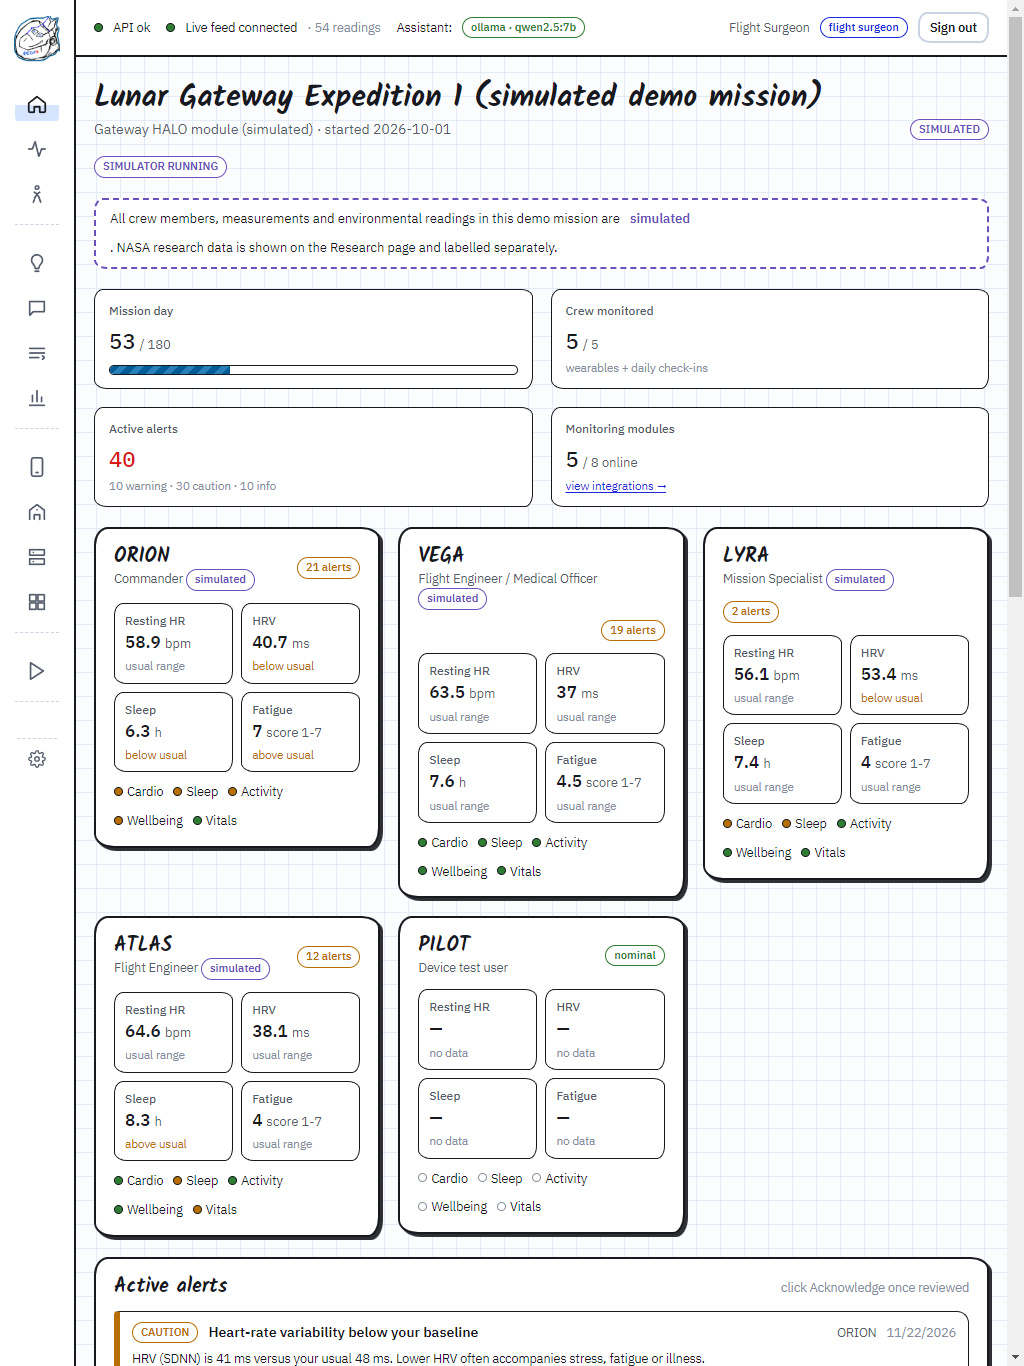 API ok Live feed connected · 54 readings Assistant: ollama · qwen2.5:7b Flight Surgeon flight surgeon Sign out
Lunar Gateway Expedition 1 (simulated demo mission)
Gateway HALO module (simulated) · started 2026-10-01 SIMULATED
SIMULATOR RUNNING
All crew members, measurements and environmental readings in this demo mission are simulated
. NASA research data is shown on the Research page and labelled separately.
Mission day
53 / 180
Crew monitored
5 / 5
wearables + daily check-ins
Active alerts
40
10 warning · 30 caution · 10 info
Monitoring modules
5 / 8 online
view integrations →
ORION
Commander simulated 21 alerts
Resting HR
58.9 bpm
usual range
HRV
40.7 ms
below usual
Sleep
6.3 h
below usual
Fatigue
7 score 1-7
above usual
Cardio Sleep Activity
Wellbeing Vitals
VEGA
Flight Engineer / Medical Officer
simulated
19 alerts
Resting HR
63.5 bpm
usual range
HRV
37 ms
usual range
Sleep
7.6 h
usual range
Fatigue
4.5 score 1-7
usual range
Cardio Sleep Activity
Wellbeing Vitals
LYRA
Mission Specialist simulated
2 alerts
Resting HR
56.1 bpm
usual range
HRV
53.4 ms
below usual
Sleep
7.4 h
usual range
Fatigue
4 score 1-7
usual range
Cardio Sleep Activity
Wellbeing Vitals
ATLAS
Flight Engineer simulated 12 alerts
Resting HR
64.6 bpm
usual range
HRV
38.1 ms
usual range
Sleep
8.3 h
above usual
Fatigue
4 score 1-7
usual range
Cardio Sleep Activity
Wellbeing Vitals
PILOT
Device test user nominal
Resting HR
—
no data
HRV
—
no data
Sleep
—
no data
Fatigue
—
no data
Cardio Sleep Activity
Wellbeing Vitals
Active alerts click Acknowledge once reviewed
CAUTION Heart-rate variability below your baseline ORION 11/22/2026
HRV (SDNN) is 41 ms versus your usual 48 ms. Lower HRV often accompanies stress, fatigue or illness.